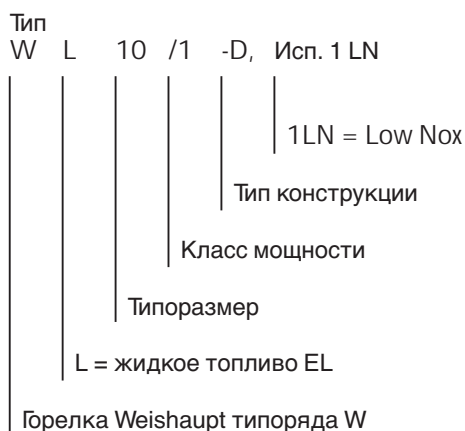 Тип
W L 10 /1 -D, Исп. 1 LN
1LN = Low Nox
Тип конструкции
Класс мощности
Типоразмер
L = жидкое топливо EL
Горелка Weishaupt типоряда W